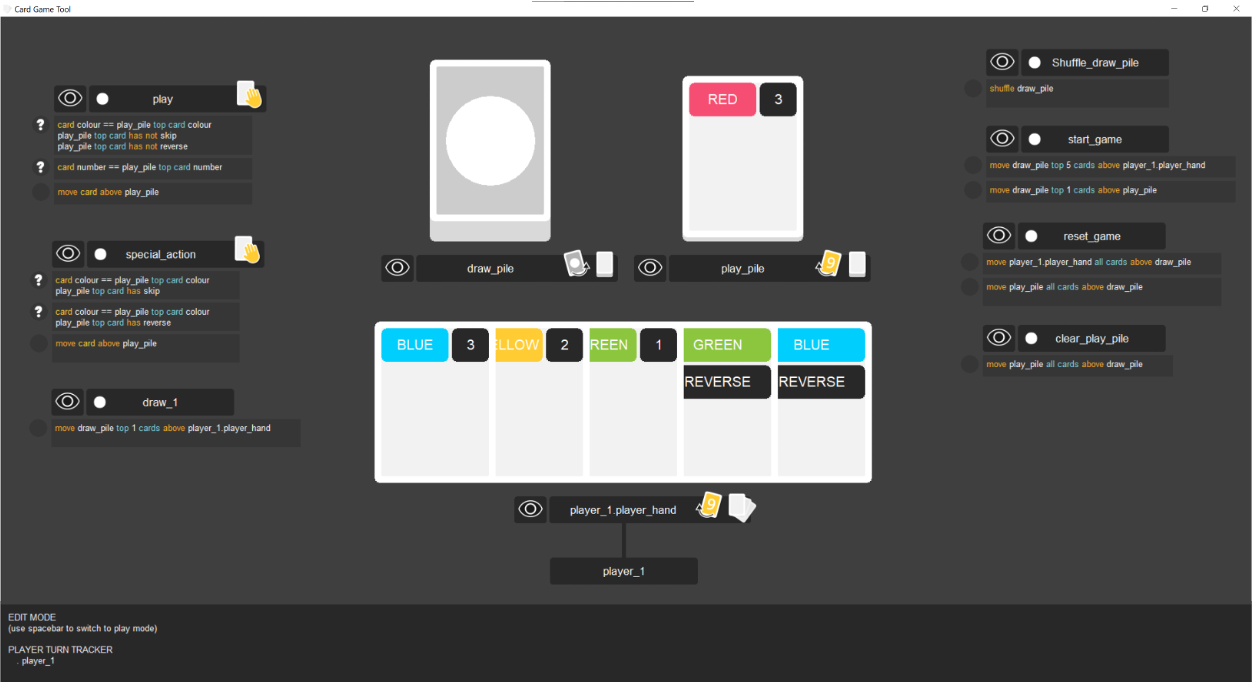 Card Game Tool
play
card colour == play_pile top card colour
play_pile top card has not skip
play_pile top card has not reverse
card number == play_pile top card number
move card above play_pile
special_action
card colour == play_pile top card colour
play_pile top card has skip
card colour == play_pile top card colour
play_pile top card has reverse
move card above play_pile
draw_1
move draw_pile top 1 cards above player_1.player_hand
RED 3
draw_pile
9
play_pile
BLUE 3
ELLOW 2
REEN 1
GREEN
REVERSE
BLUE
REVERSE
player_1.player_hand
9
player_1
Shuffle_draw_pile
shuffle draw_pile
start_game
move draw_pile top 5 cards above player_1.player_hand
move draw_pile top 1 cards above play_pile
reset_game
move player_1.player_hand all cards above draw_pile
move play_pile all cards above draw_pile
clear_play_pile
move play_pile all cards above draw_pile
EDIT MODE
(use spacebar to switch to play mode)
PLAYER TURN TRACKER
. player_1